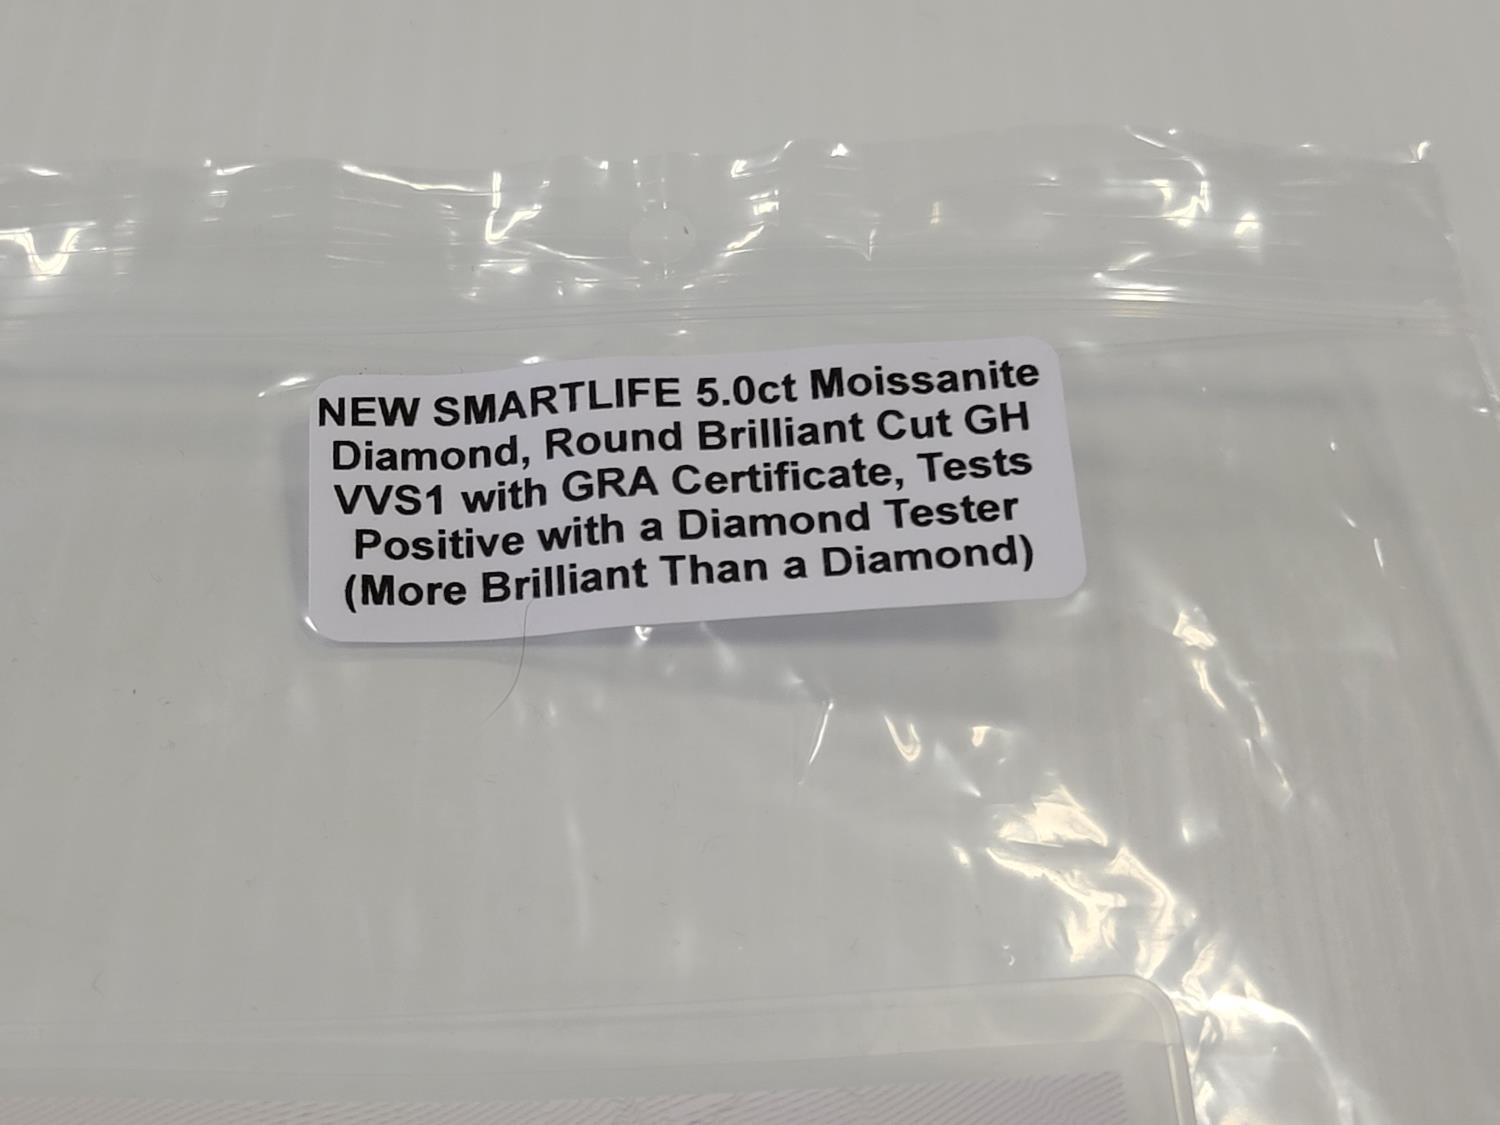 NEW SMARTLIFE 5.0ct Moissanite
Diamond, Round Brilliant Cut GH
VVS1 with GRA Certificate, Tests
Positive with a Diamond Tester
(More Brilliant Than a Diamond)